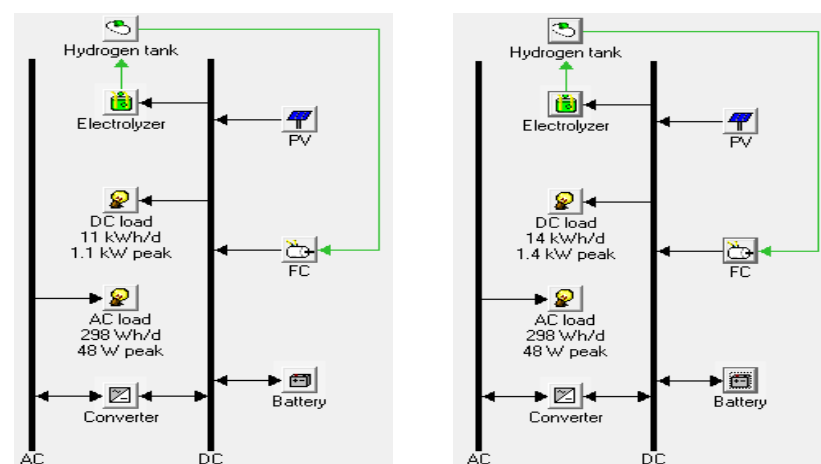 Hydrogen tank
Electrolyzer
PV
DC load
11 kWh/d
1.1 kW peak
FC
AC load
298 Wh/d
48 W peak
Converter
Battery
AC
DC
Hydrogen tank
Electrolyzer
PV
DC load
14 kWh/d
1.4 kW peak
FC
AC load
298 Wh/d
48 W peak
Converter
Battery
AC
DC